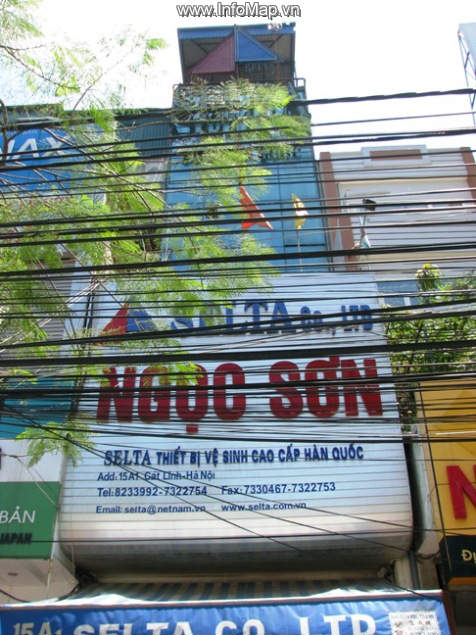 www.InfoMap.vn
SELTA Co., LTD
NGỌC SƠN
SELTA THIẾT BỊ VỆ SINH CAO CẤP HÀN QUỐC
Add: 15A1 Cát Linh-Hà Nội
Tel: 8233992-7322754 Fax: 7330467-7322753
Email: selta@netnam.vn www.selta.com.vn
BẢN
JAPAN
N
15A SELTA CO., LTD